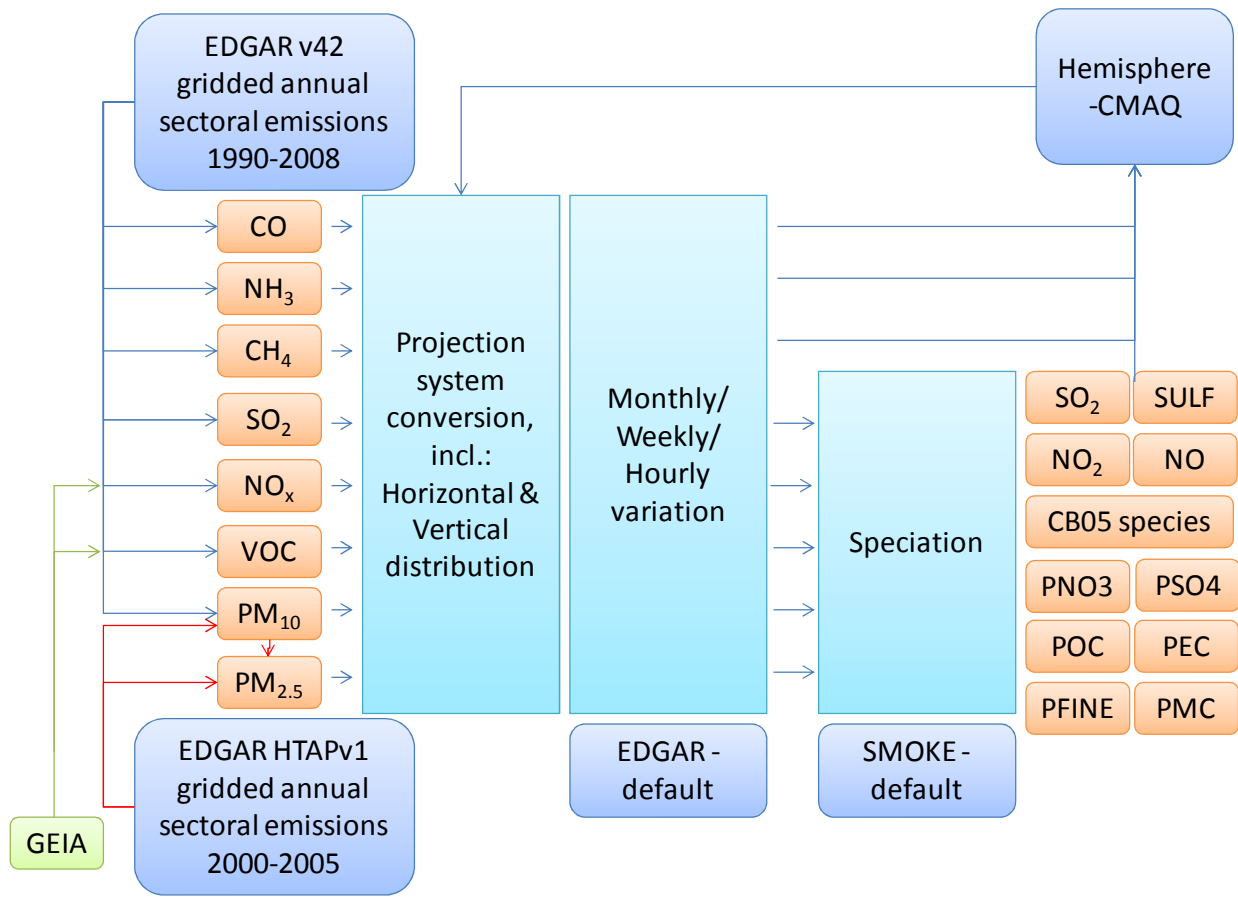 EDGAR v42
gridded annual
sectoral emissions
1990-2008
Hemisphere
-CMAQ
CO
NH₃
CH₄
SO₂
NOₓ
VOC
PM₁₀
PM₂.₅
Projection
system
conversion,
incl.:
Horizontal &
Vertical
distribution
Monthly/
Weekly/
Hourly
variation
Speciation
SO₂
SULF
NO₂
NO
CB05 species
PNO3
PSO4
POC
PEC
PFINE
PMC
EDGAR HTAPv1
gridded annual
sectoral emissions
2000-2005
EDGAR -
default
SMOKE -
default
GEIA